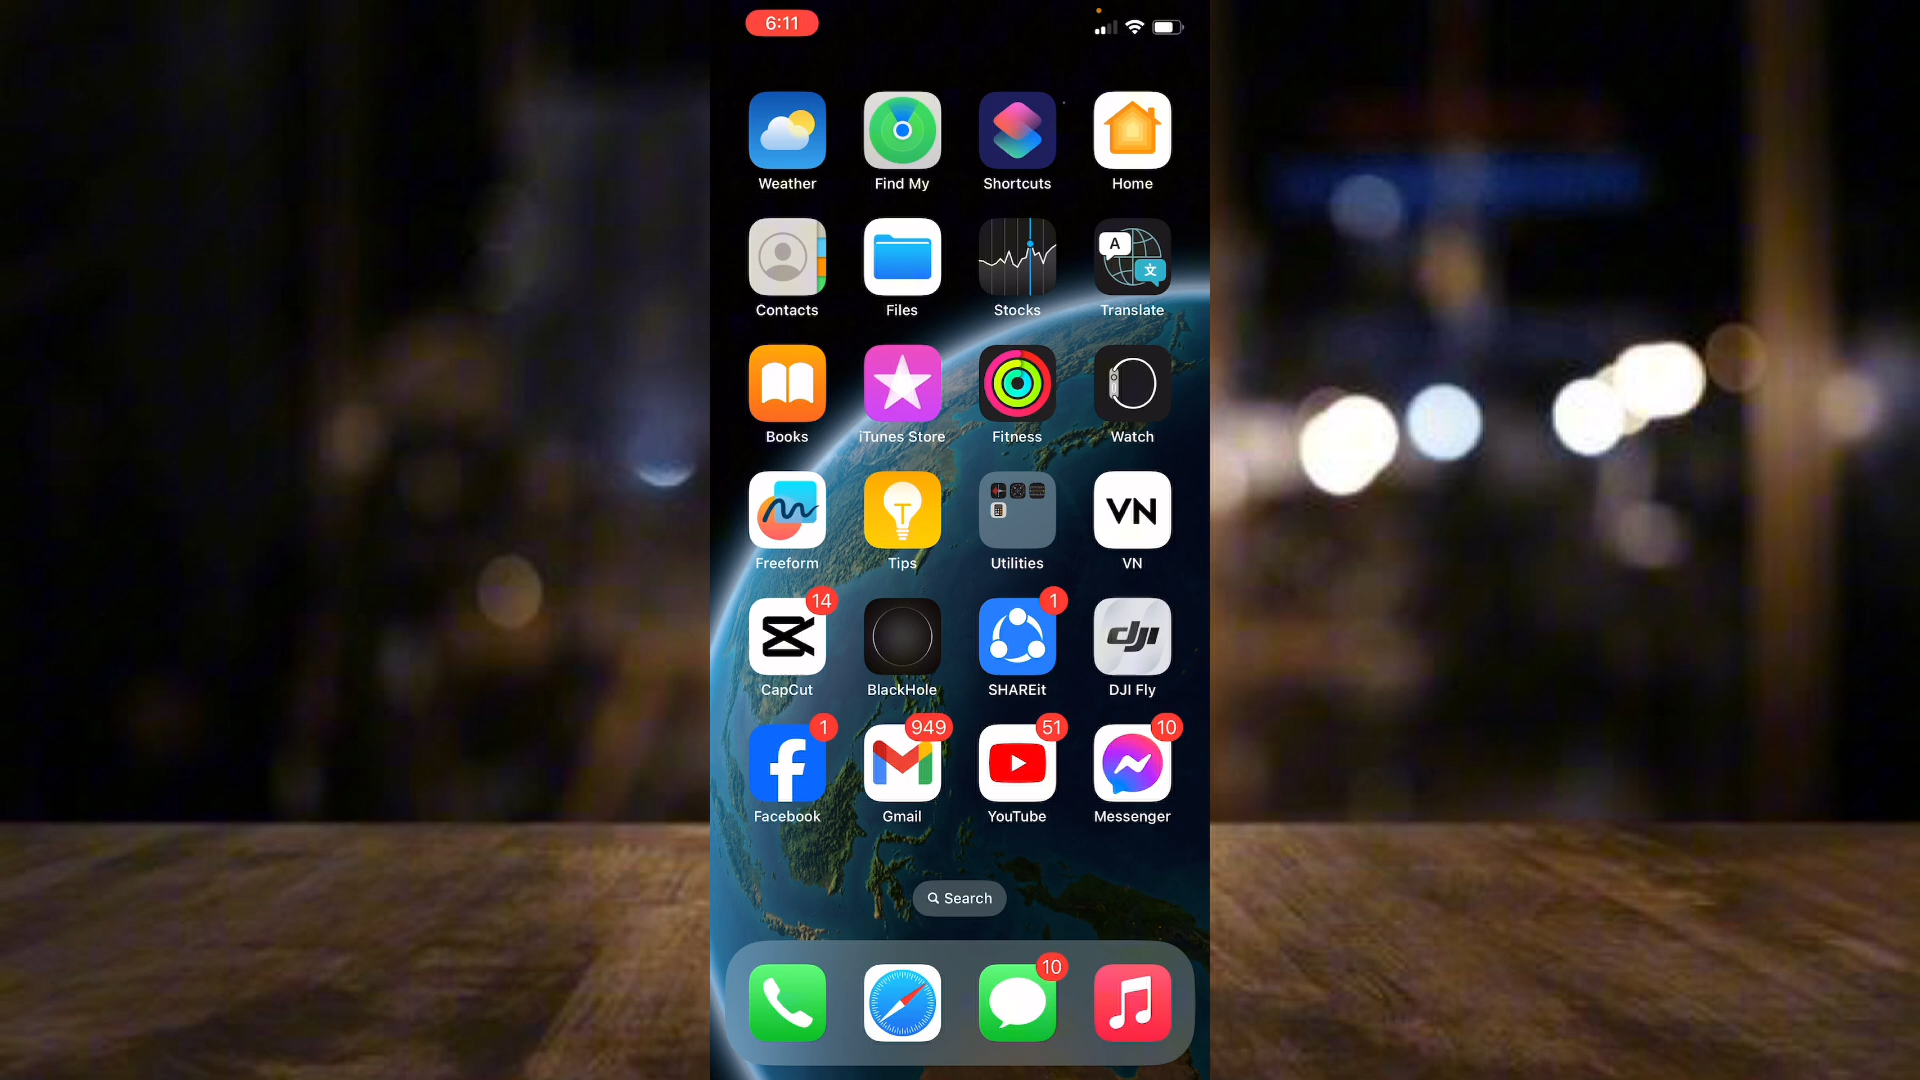 6:11
Weather Find My Shortcuts Home
A
文
Contacts Files Stocks Translate
Books iTunes Store Fitness Watch
VN
Freeform Tips Utilities VN
14 1
dji
CapCut BlackHole SHAREit DJI Fly
1 949 51 10
Facebook Gmail YouTube Messenger
Search
10